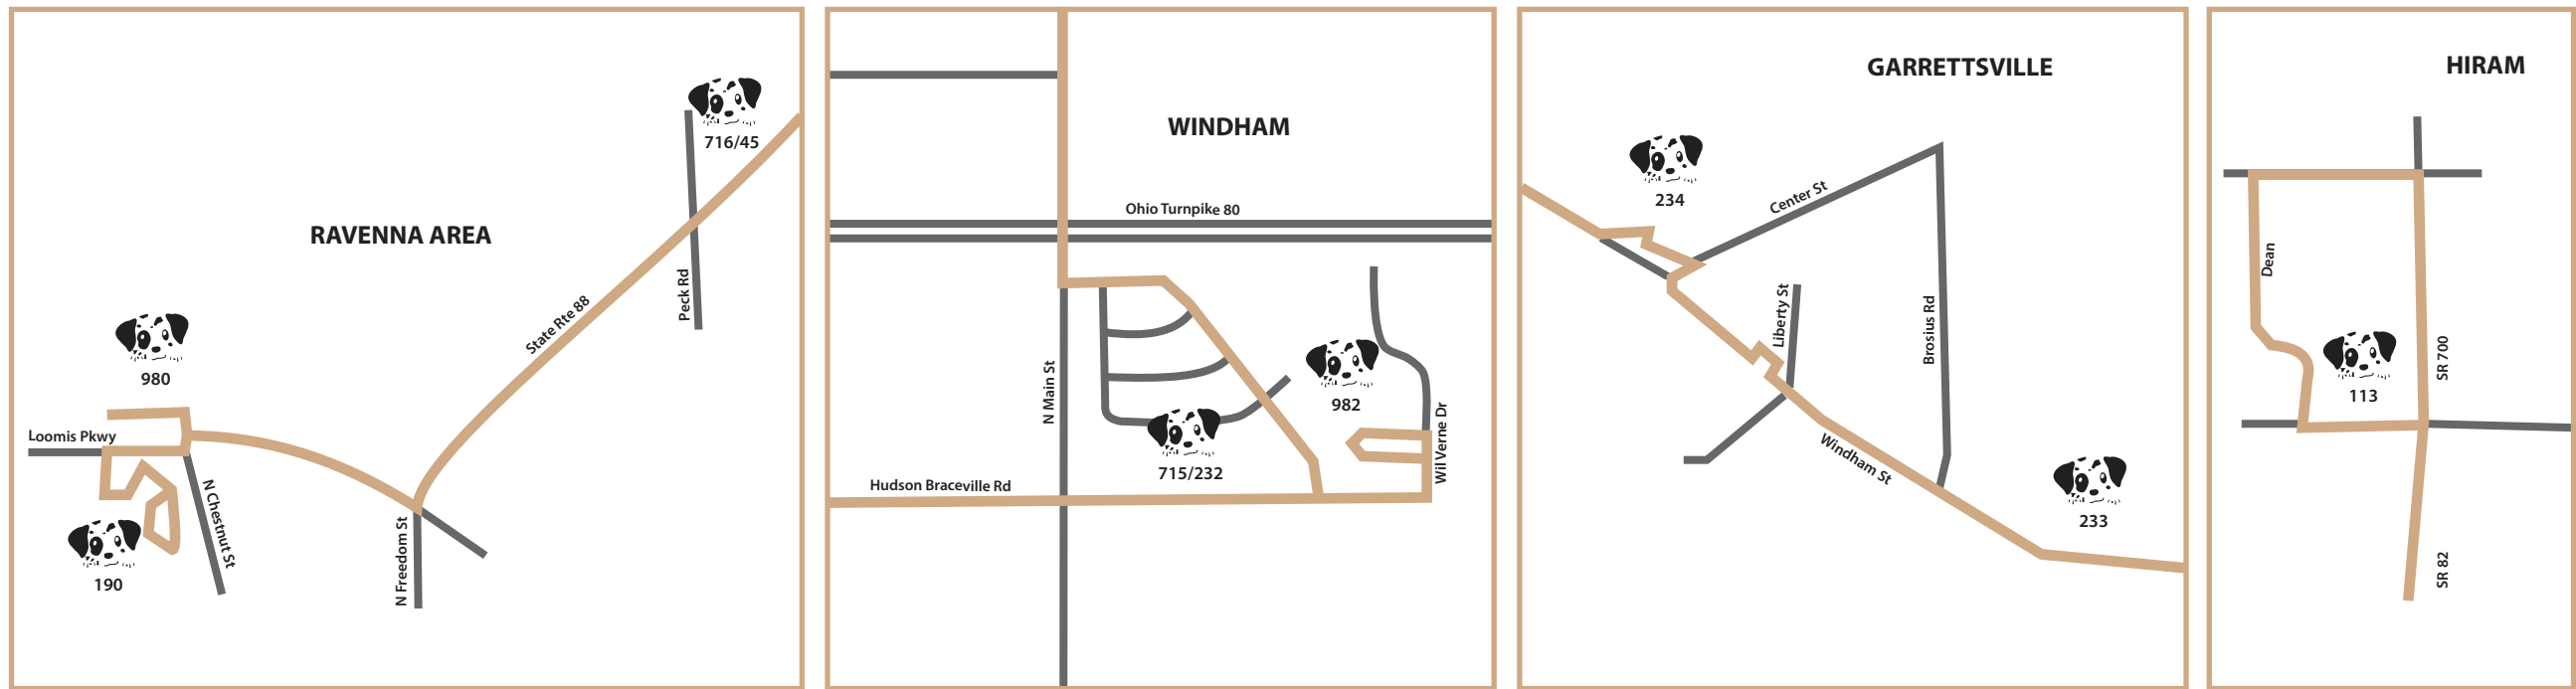 RAVENNA AREA
716/45
Peck Rd
State Rte 88
980
Loomis Pkwy
N Chestnut St
190
N Freedom St
WINDHAM
Ohio Turnpike 80
N Main St
982
715/232
Wil Verne Dr
Hudson Braceville Rd
GARRETTSVILLE
234
Center St
Liberty St
Brosius Rd
Windham St
233
HIRAM
Dean
113
SR 700
SR 82